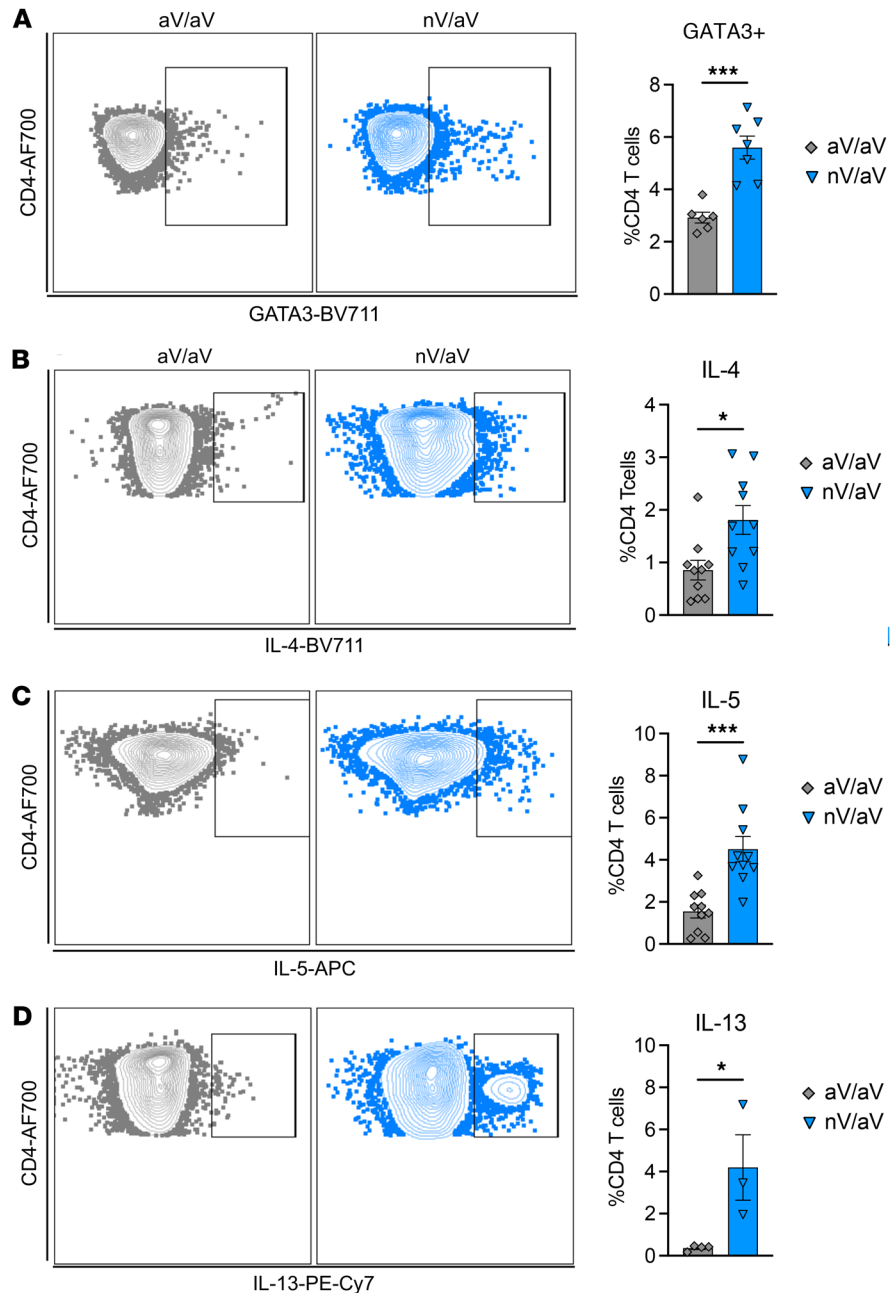 A
aV/aV
nV/aV
CD4-AF700
GATA3-BV711
GATA3+
***
8
6
4
2
0
%CD4 T cells
aV/aV
nV/aV
B
aV/aV
nV/aV
CD4-AF700
IL-4-BV711
IL-4
*
4
3
2
1
0
%CD4 Tcells
aV/aV
nV/aV
C
CD4-AF700
IL-5-APC
IL-5
***
10
8
6
4
2
0
%CD4 T cells
aV/aV
nV/aV
D
CD4-AF700
IL-13-PE-Cy7
IL-13
*
10
8
6
4
2
0
%CD4 T cells
aV/aV
nV/aV